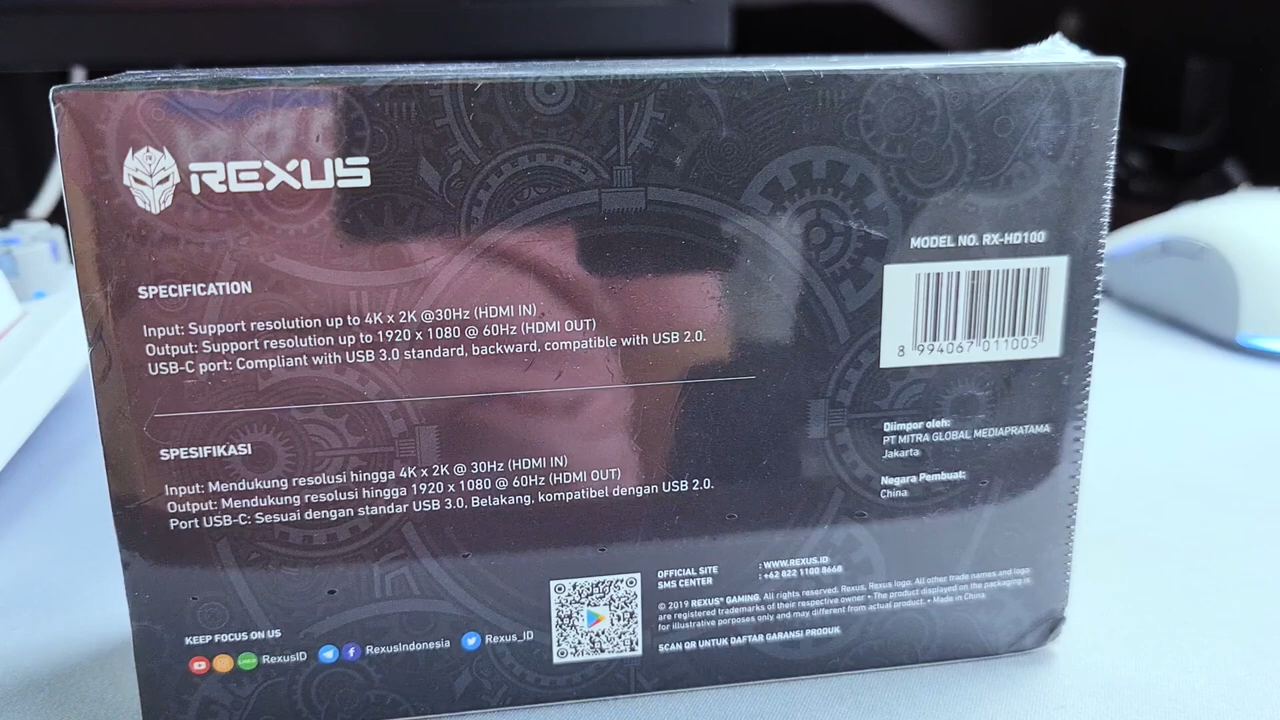 REXUS
MODEL NO. RX-HD100
8 994067 011005
SPECIFICATION
Input: Support resolution up to 4K x 2K @30Hz (HDMI IN)
Output: Support resolution up to 1920 x 1080 @ 60Hz (HDMI OUT)
USB-C port: Compliant with USB 3.0 standard, backward, compatible with USB 2.0.
SPESIFIKASI
Input: Mendukung resolusi hingga 4K x 2K @ 30Hz (HDMI IN)
Output: Mendukung resolusi hingga 1920 x 1080 @ 60Hz (HDMI OUT)
Port USB-C: Sesuai dengan standar USB 3.0, Belakang, kompatibel dengan USB 2.0.
Diimpor oleh:
PT MITRA GLOBAL MEDIAPRATAMA
Jakarta
Negara Pembuat:
China
KEEP FOCUS ON US
RexusID
RexusIndonesia
Rexus_ID
OFFICIAL SITE : WWW.REXUS.ID
SMS CENTER : +62 822 1100 8668
© 2019 REXUS® GAMING. All rights reserved. Rexus, Rexus logo. All other trade names and logo
are registered trademarks of their respective owner • The product displayed on the packaging is
for illustrative purposes only and may different from actual product. • Made in China
SCAN QR UNTUK DAFTAR GARANSI PRODUK